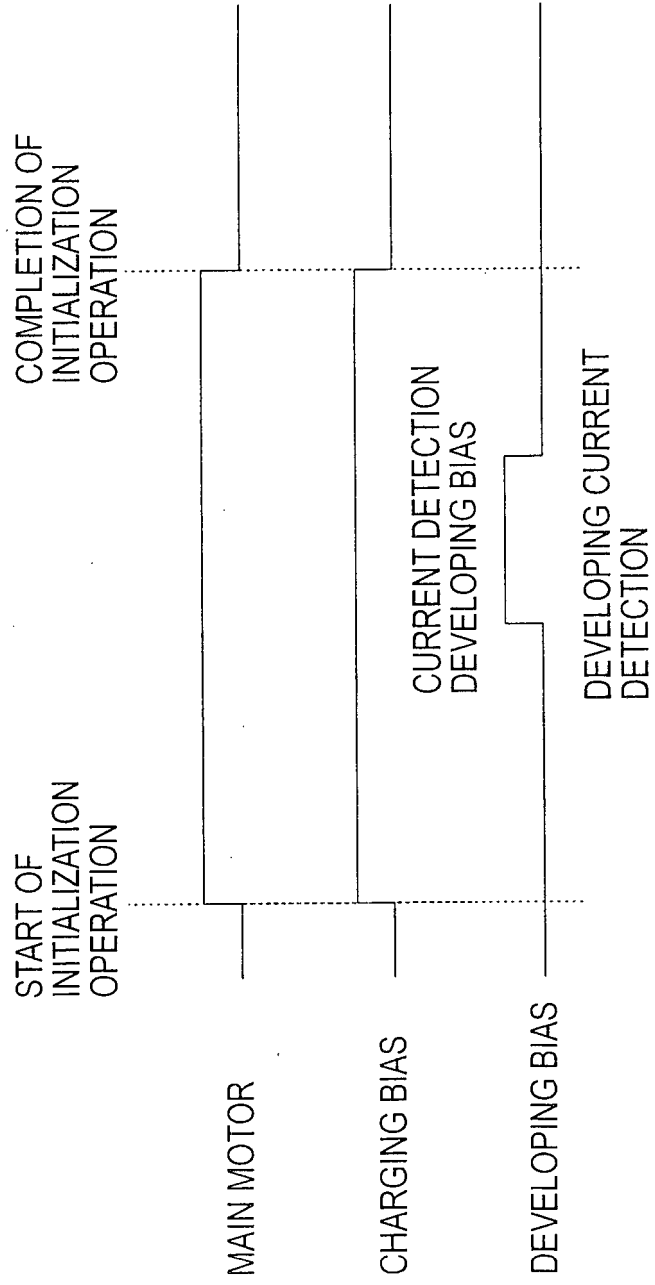 START OF
INITIALIZATION
OPERATION
COMPLETION OF
INITIALIZATION
OPERATION
MAIN MOTOR
CHARGING BIAS
CURRENT DETECTION
DEVELOPING BIAS
DEVELOPING BIAS
DEVELOPING CURRENT
DETECTION